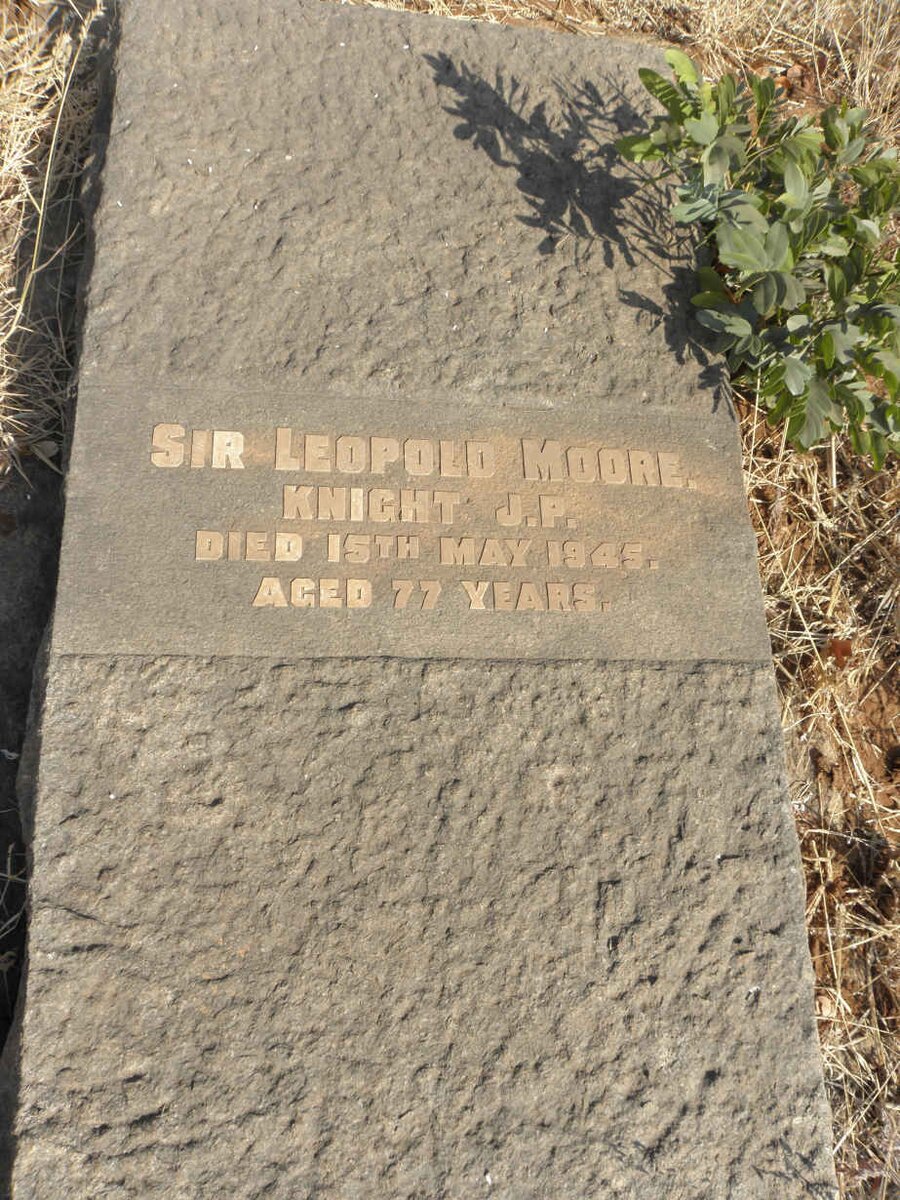 SIR LEOPOLD MOORE.
KNIGHT J.P.
DIED 15TH MAY 1945.
AGED 77 YEARS.